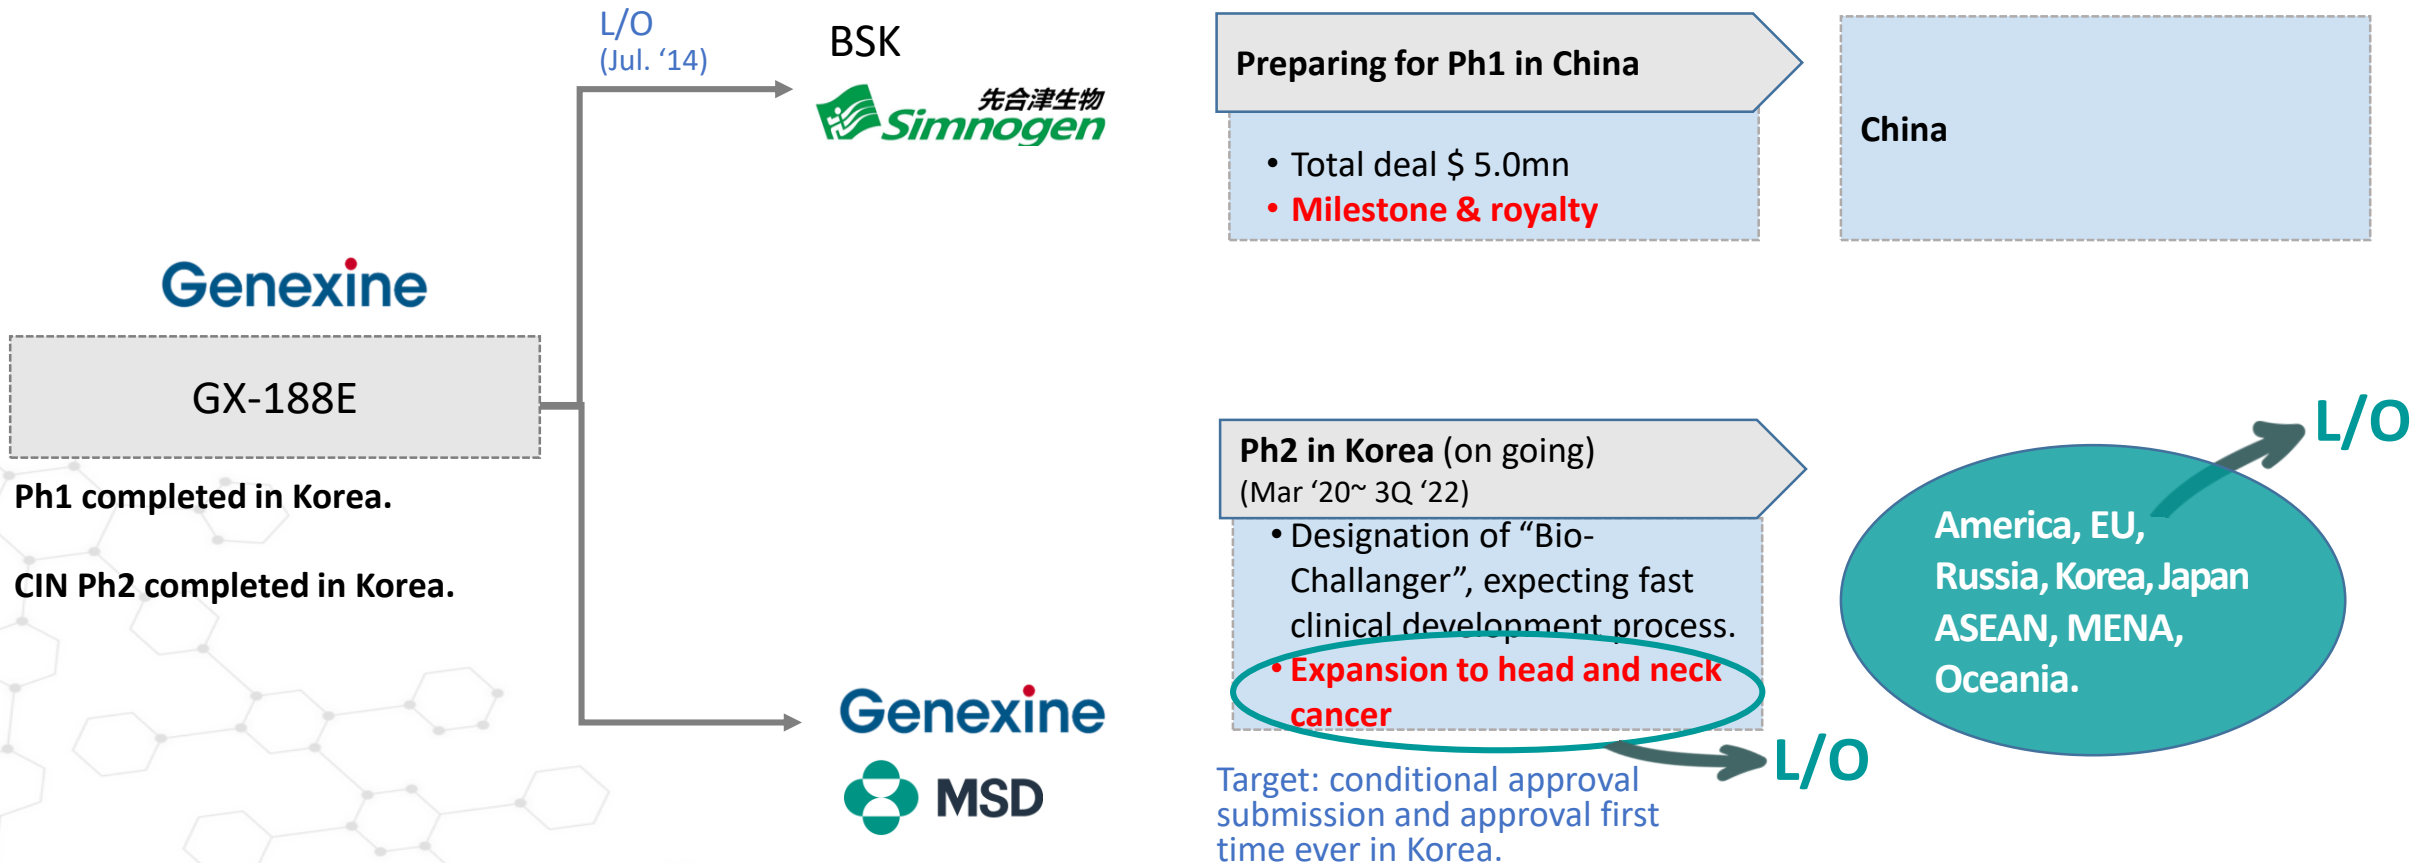 L/O
(Jul. ‘14)
BSK
先合津生物
Simnogen
Preparing for Ph1 in China
• Total deal $ 5.0mn
• Milestone & royalty
China
Genexine
GX-188E
Ph1 completed in Korea.
CIN Ph2 completed in Korea.
Genexine
MSD
Ph2 in Korea (on going)
(Mar ‘20~ 3Q ‘22)
• Designation of “Bio-
Challanger”, expecting fast
clinical development process.
• Expansion to head and neck
cancer
L/O
Target: conditional approval
submission and approval first
time ever in Korea.
America, EU,
Russia, Korea, Japan
ASEAN, MENA,
Oceania.
L/O